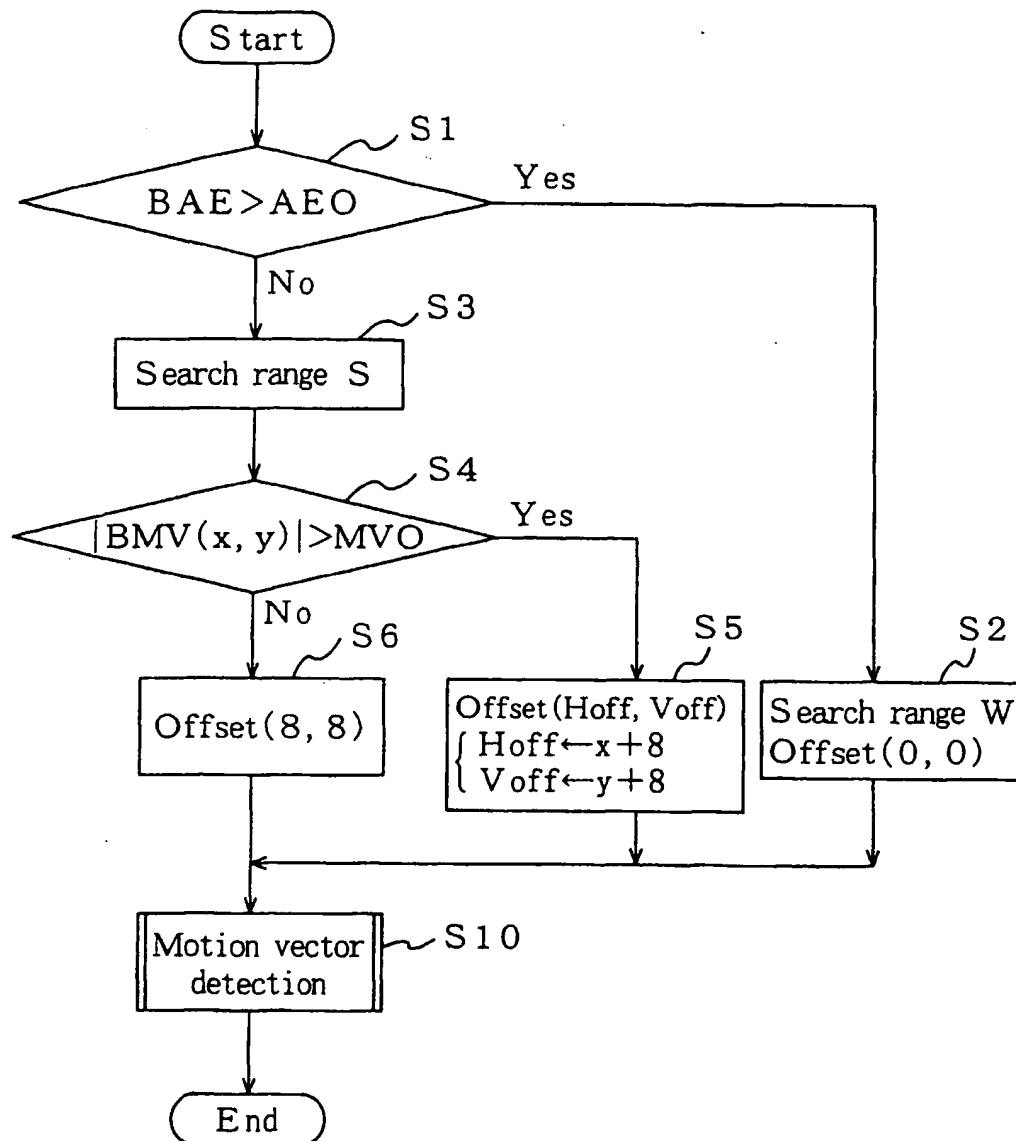 Start
S1
BAE>AEO
Yes
No
S3
Search range S
S4
|BMV(x, y)|>MVO
Yes
No
S6
Offset(8, 8)
S5
Offset(Hoff, Voff)
{ Hoff←x+8
Voff←y+8
S2
Search range W
Offset(0, 0)
S10
Motion vector
detection
End